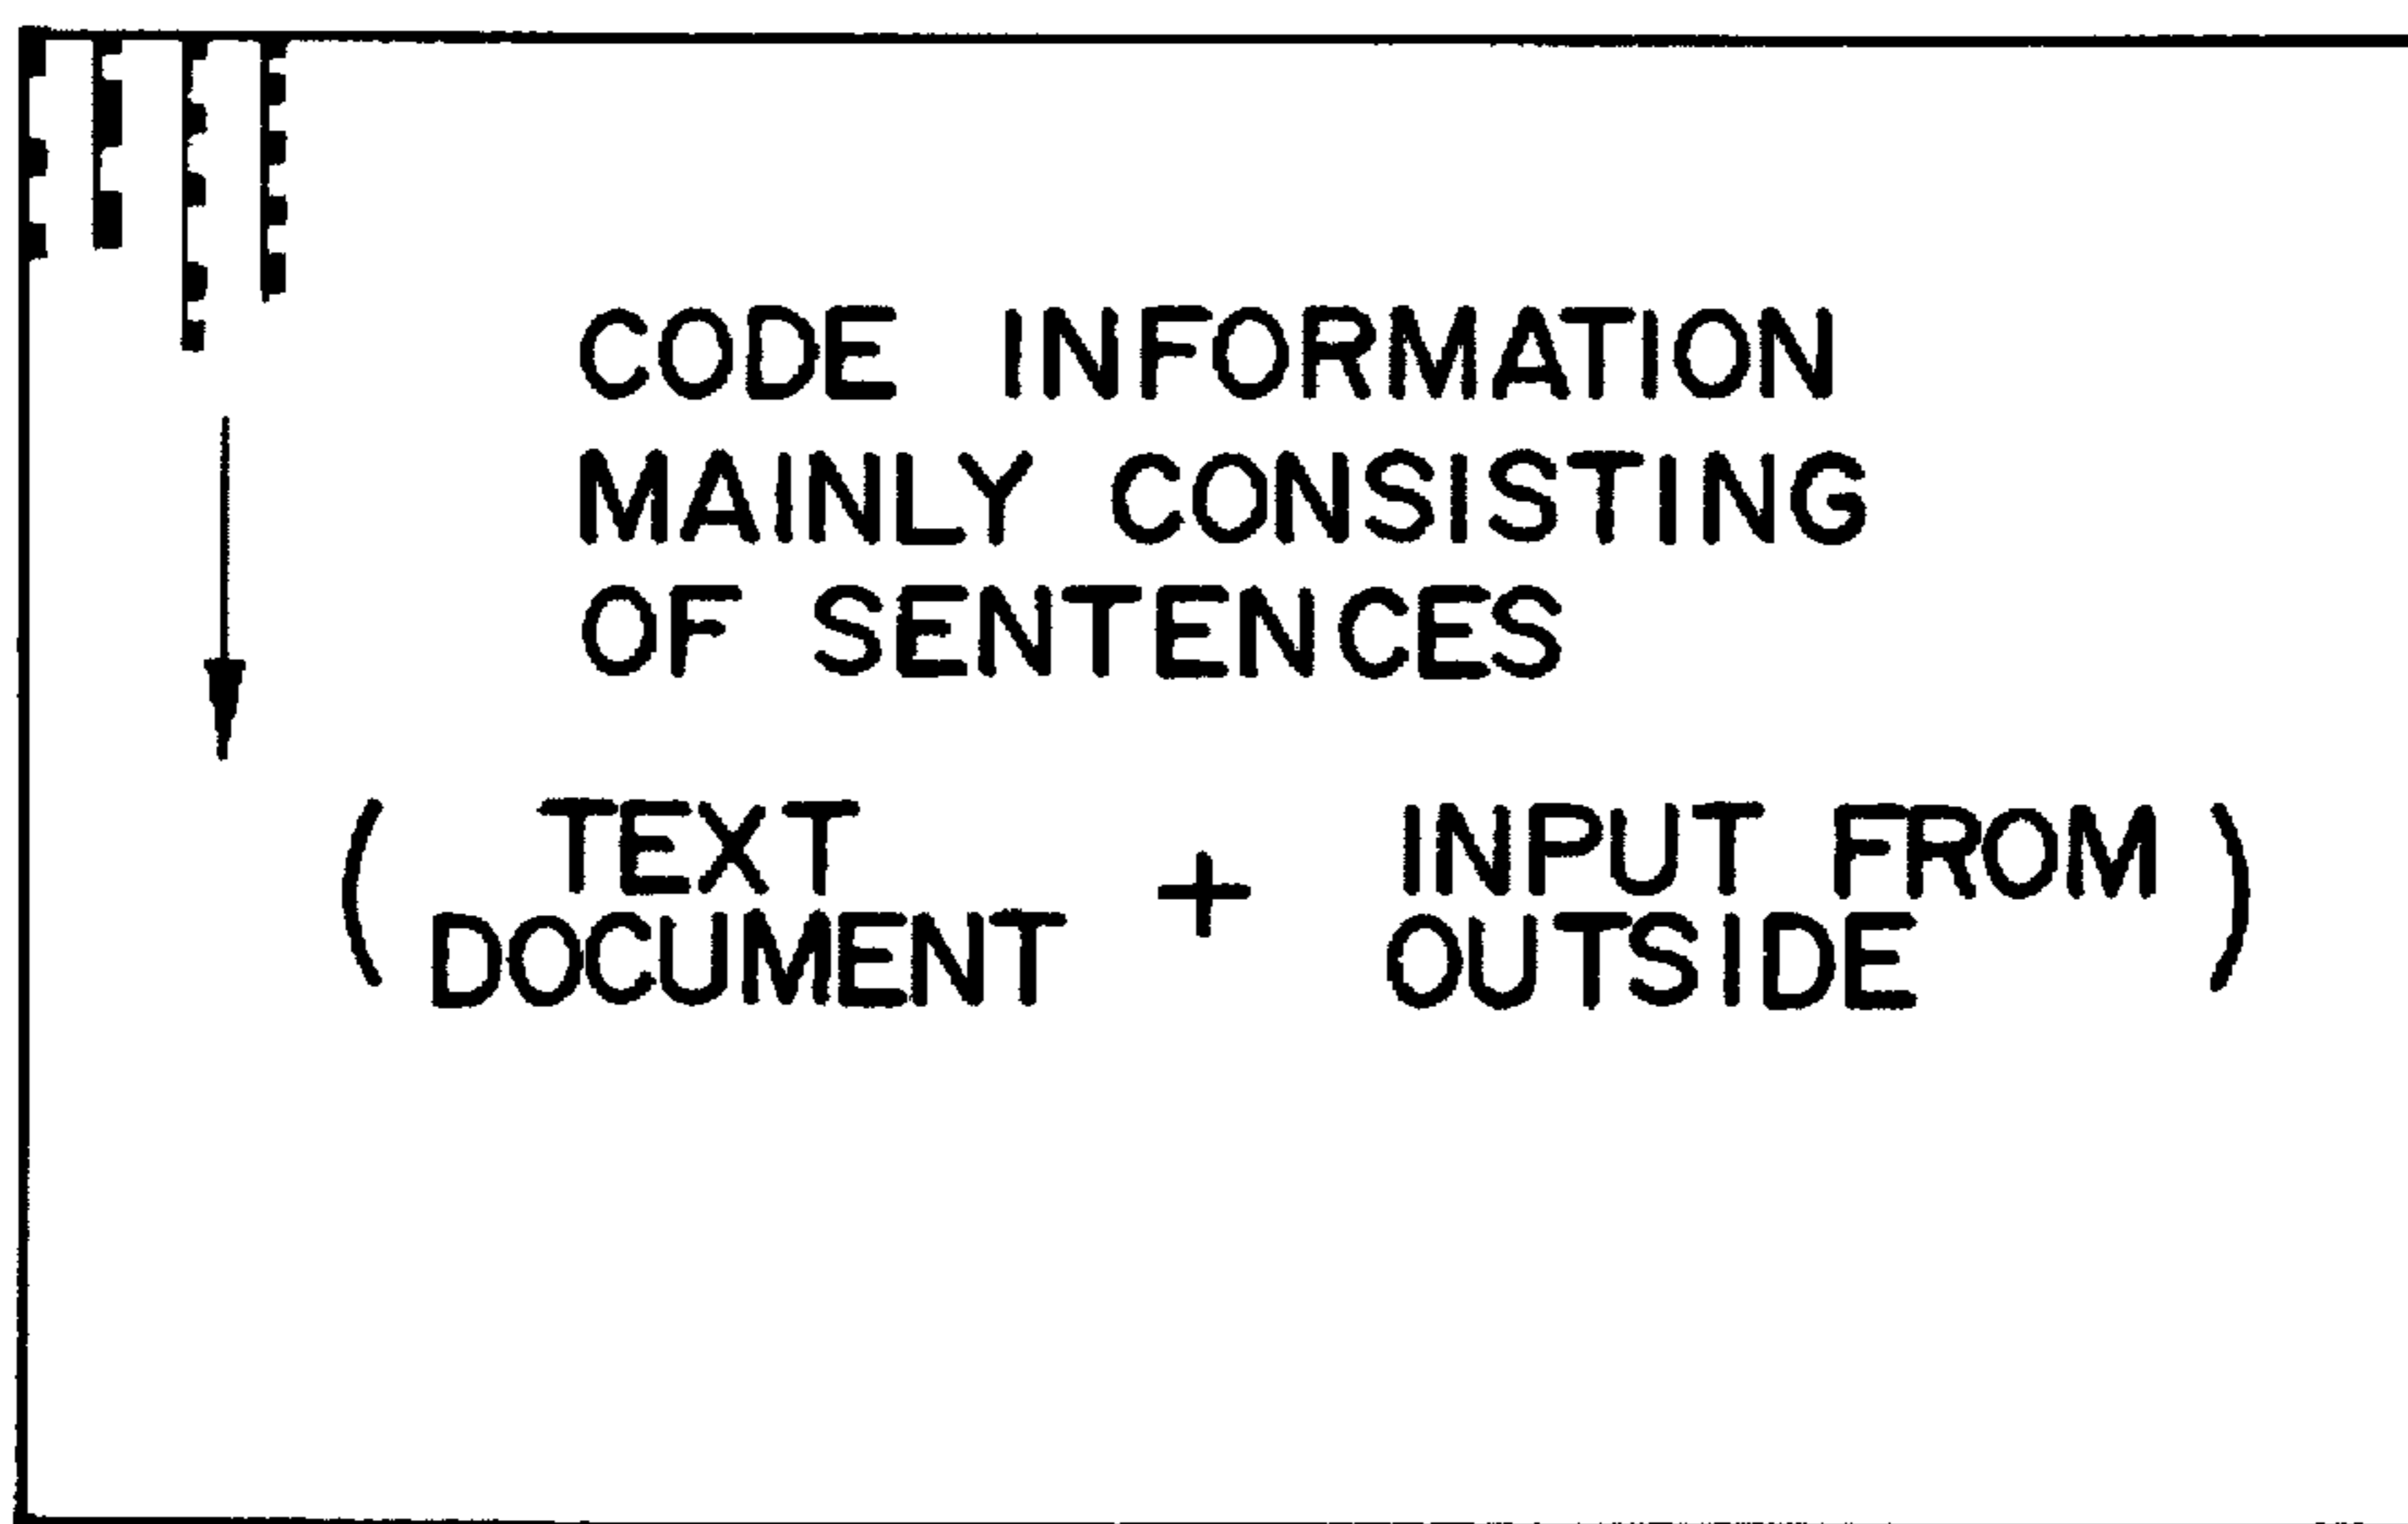 CODE INFORMATION
MAINLY CONSISTING
OF SENTENCES
( TEXT DOCUMENT + INPUT FROM OUTSIDE )